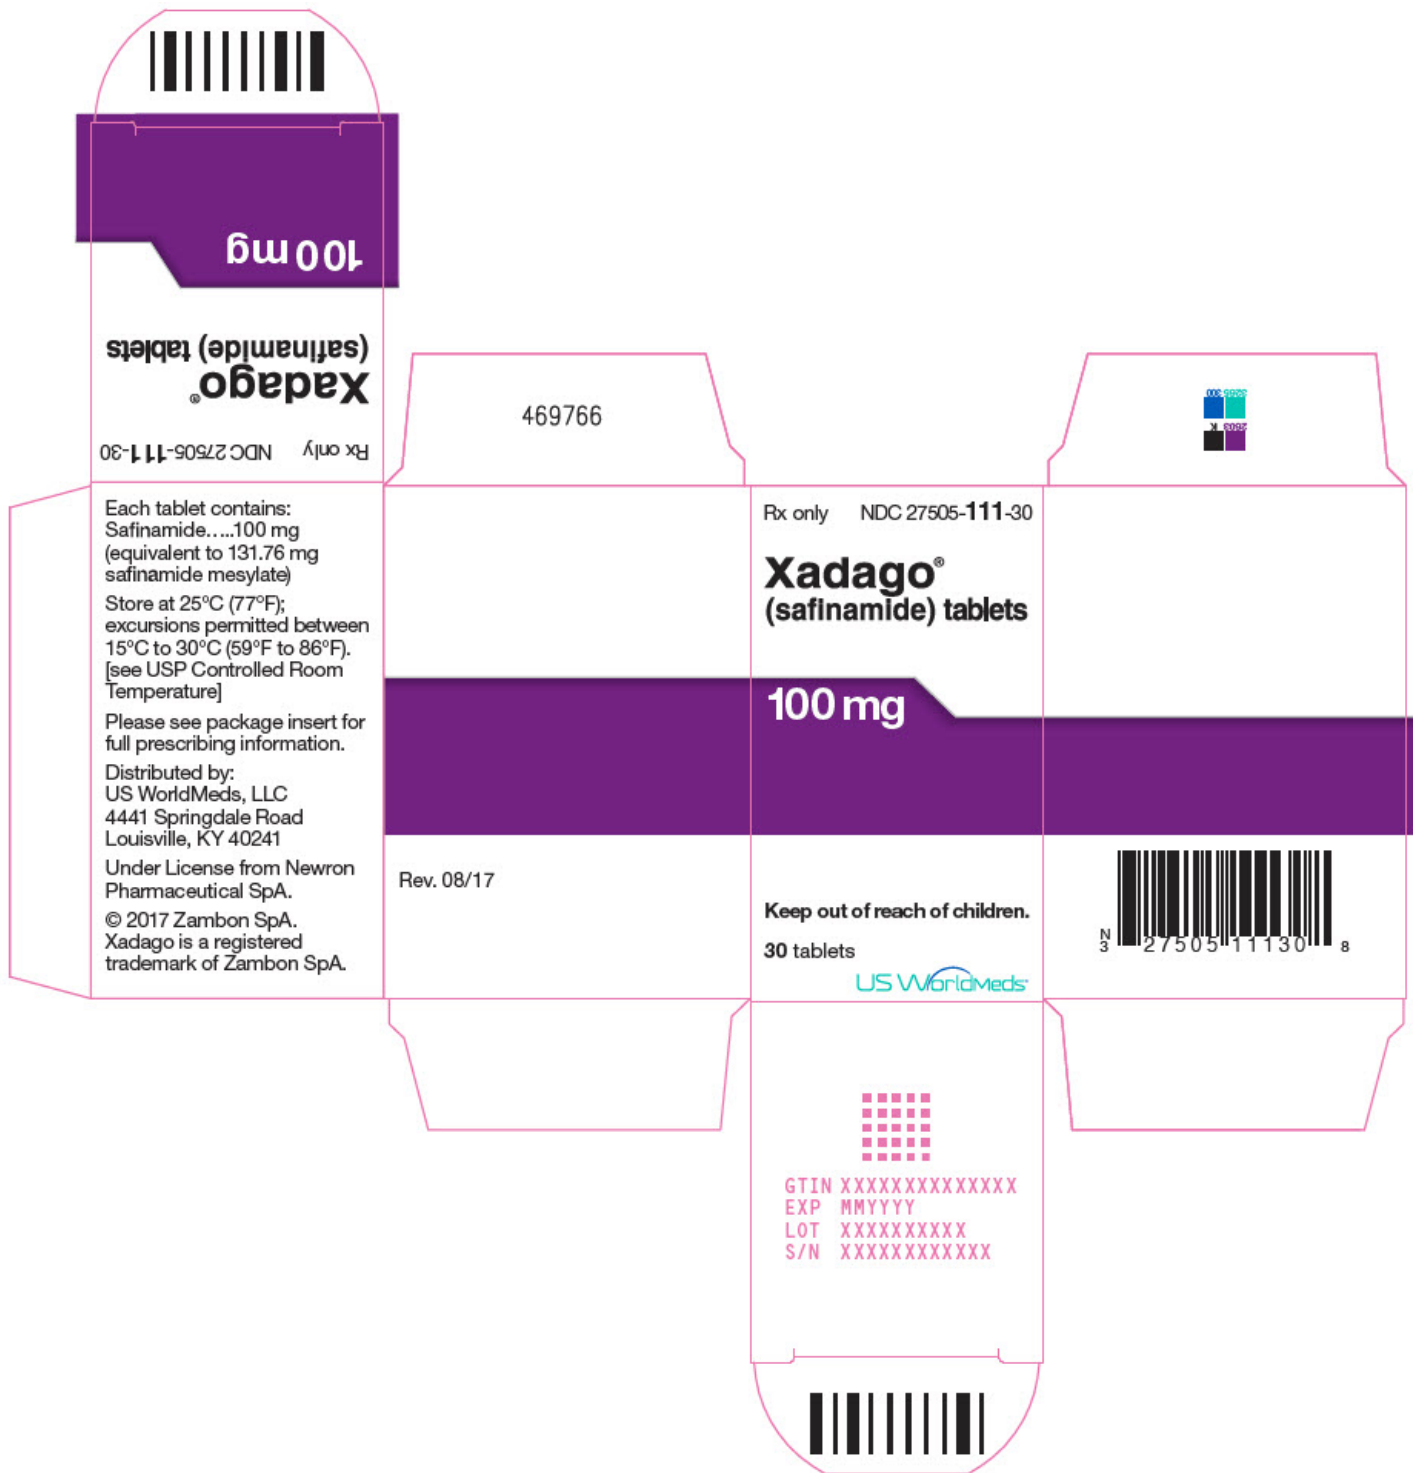 100 mg
(safinamide) tablets
Xadago®
Rx only NDC 27505-111-30
469766
3265 300
2603 K
Each tablet contains:
Safinamide.....100 mg
(equivalent to 131.76 mg
safinamide mesylate)
Store at 25°C (77°F);
excursions permitted between
15°C to 30°C (59°F to 86°F).
[see USP Controlled Room
Temperature]
Please see package insert for
full prescribing information.
Distributed by:
US WorldMeds, LLC
4441 Springdale Road
Louisville, KY 40241
Under License from Newron
Pharmaceutical SpA.
© 2017 Zambon SpA.
Xadago is a registered
trademark of Zambon SpA.
Rev. 08/17
Rx only NDC 27505-111-30
Xadago®
(safinamide) tablets
100 mg
Keep out of reach of children.
30 tablets
US WorldMeds
N
3 27505 11130 8
GTIN XXXXXXXXXXXXXX
EXP MMYYYY
LOT XXXXXXXXXX
S/N XXXXXXXXXXXX